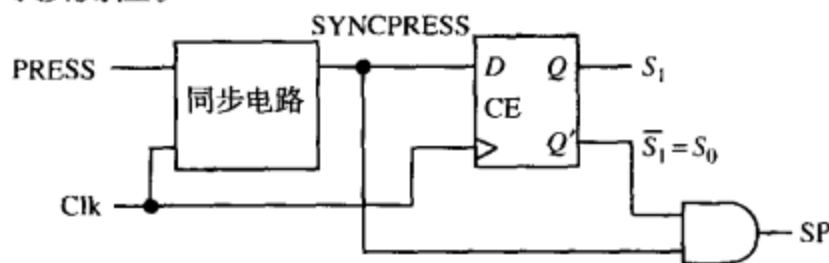 SYNCPRESS
PRESS
同步电路
D
Q
S₁
CE
Q'
S̅₁ = S₀
Clk
SP